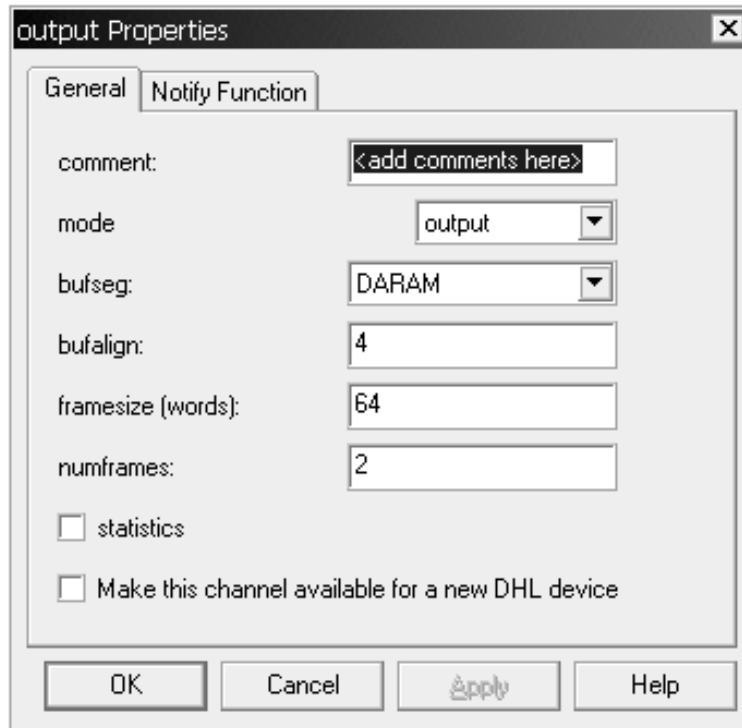 output Properties
General
Notify Function
comment: <add comments here>
mode output
bufseg: DARAM
bufalign: 4
framesize (words): 64
numframes: 2
statistics
Make this channel available for a new DHL device
OK Cancel Apply Help